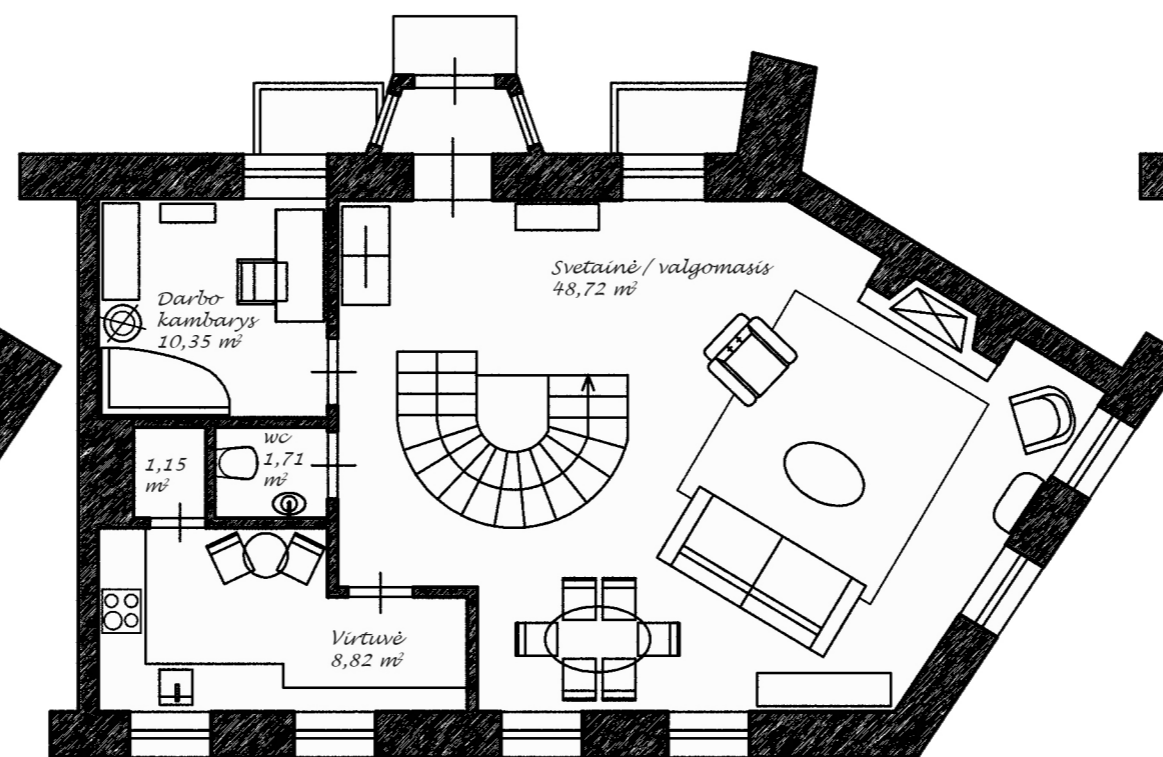 Svetainė / valgomasis
48,72 m²
Darbo
kambarys
10,35 m²
wc
1,71
m²
1,15
m²
Virtuvė
8,82 m²